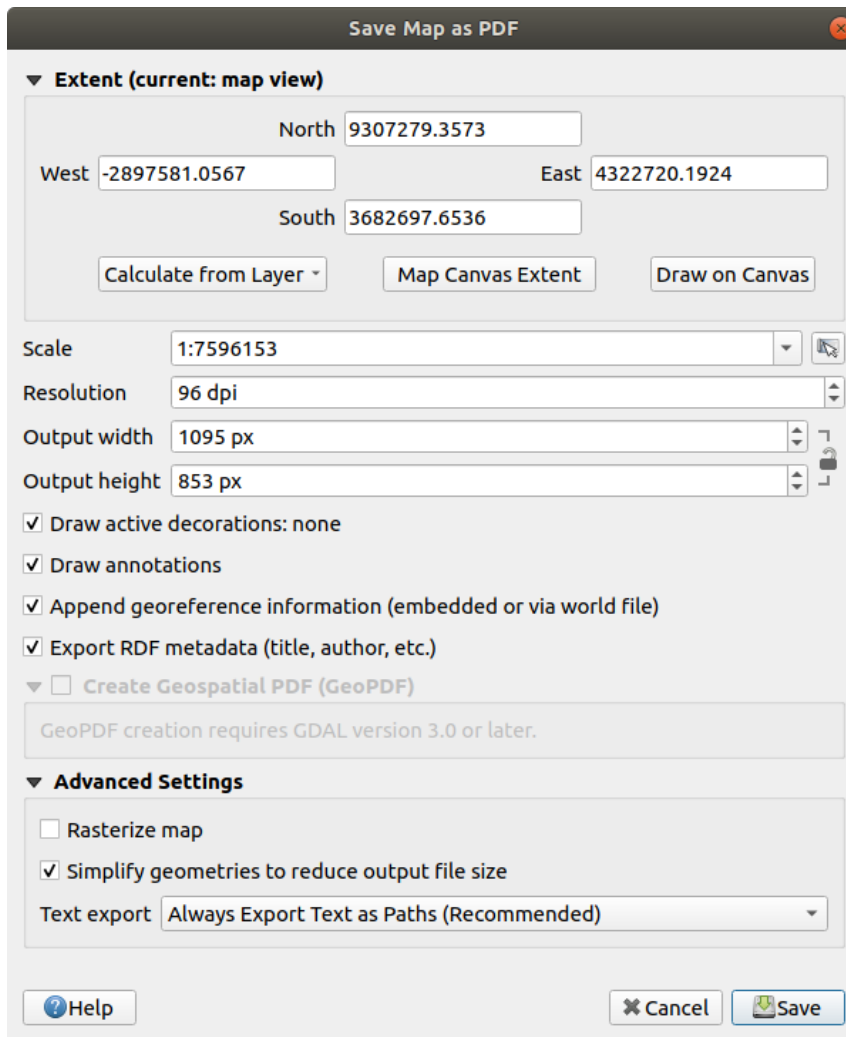 Save Map as PDF
Extent (current: map view)
North 9307279.3573
West -2897581.0567 East 4322720.1924
South 3682697.6536
Calculate from Layer Map Canvas Extent Draw on Canvas
Scale 1:7596153
Resolution 96 dpi
Output width 1095 px
Output height 853 px
Draw active decorations: none
Draw annotations
Append georeference information (embedded or via world file)
Export RDF metadata (title, author, etc.)
Create Geospatial PDF (GeoPDF)
GeoPDF creation requires GDAL version 3.0 or later.
Advanced Settings
Rasterize map
Simplify geometries to reduce output file size
Text export Always Export Text as Paths (Recommended)
Help Cancel Save